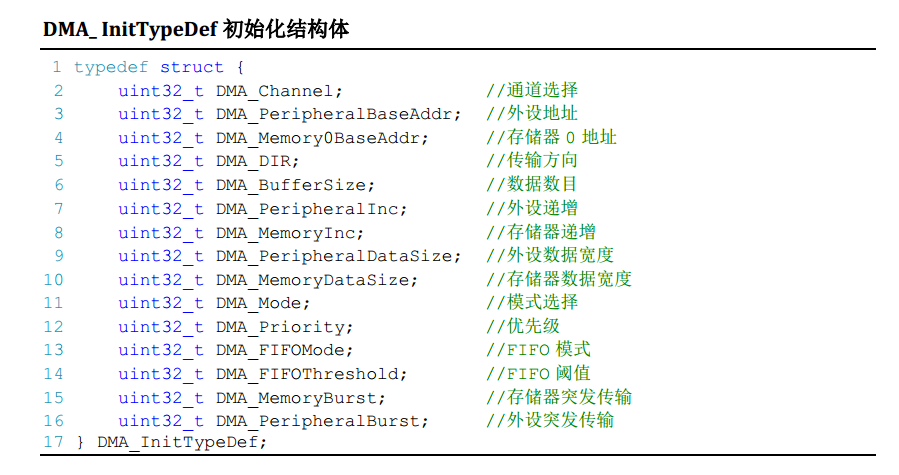 DMA_ InitTypeDef 初始化结构体
1 typedef struct {
2 uint32_t DMA_Channel; //通道选择
3 uint32_t DMA_PeripheralBaseAddr; //外设地址
4 uint32_t DMA_Memory0BaseAddr; //存储器 0 地址
5 uint32_t DMA_DIR; //传输方向
6 uint32_t DMA_BufferSize; //数据数目
7 uint32_t DMA_PeripheralInc; //外设递增
8 uint32_t DMA_MemoryInc; //存储器递增
9 uint32_t DMA_PeripheralDataSize; //外设数据宽度
10 uint32_t DMA_MemoryDataSize; //存储器数据宽度
11 uint32_t DMA_Mode; //模式选择
12 uint32_t DMA_Priority; //优先级
13 uint32_t DMA_FIFOMode; //FIFO 模式
14 uint32_t DMA_FIFOThreshold; //FIFO 阈值
15 uint32_t DMA_MemoryBurst; //存储器突发传输
16 uint32_t DMA_PeripheralBurst; //外设突发传输
17 } DMA_InitTypeDef;